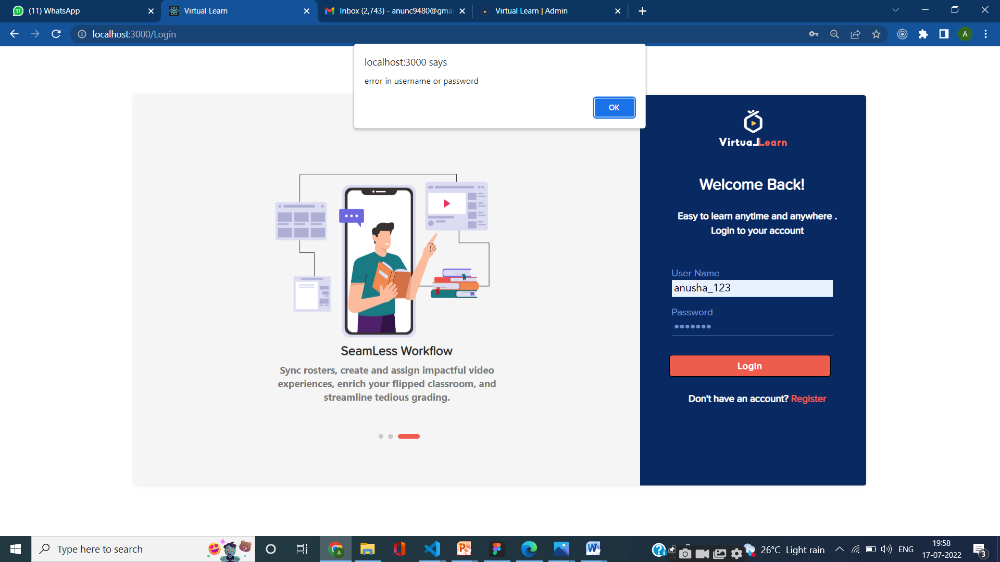 (11) WhatsApp
Virtual Learn
Inbox (2,743) - anunc9480@gma
Virtual Learn | Admin
localhost:3000/Login
A
localhost:3000 says
error in username or password
OK
VirtualLearn
Welcome Back!
Easy to learn anytime and anywhere .
Login to your account
User Name
anusha_123
Password
•••••••
Login
Don't have an account? Register
SeamLess Workflow
Sync rosters, create and assign impactful video
experiences, enrich your flipped classroom, and
streamline tedious grading.
Type here to search
26°C Light rain
ENG
19:58
17-07-2022
3